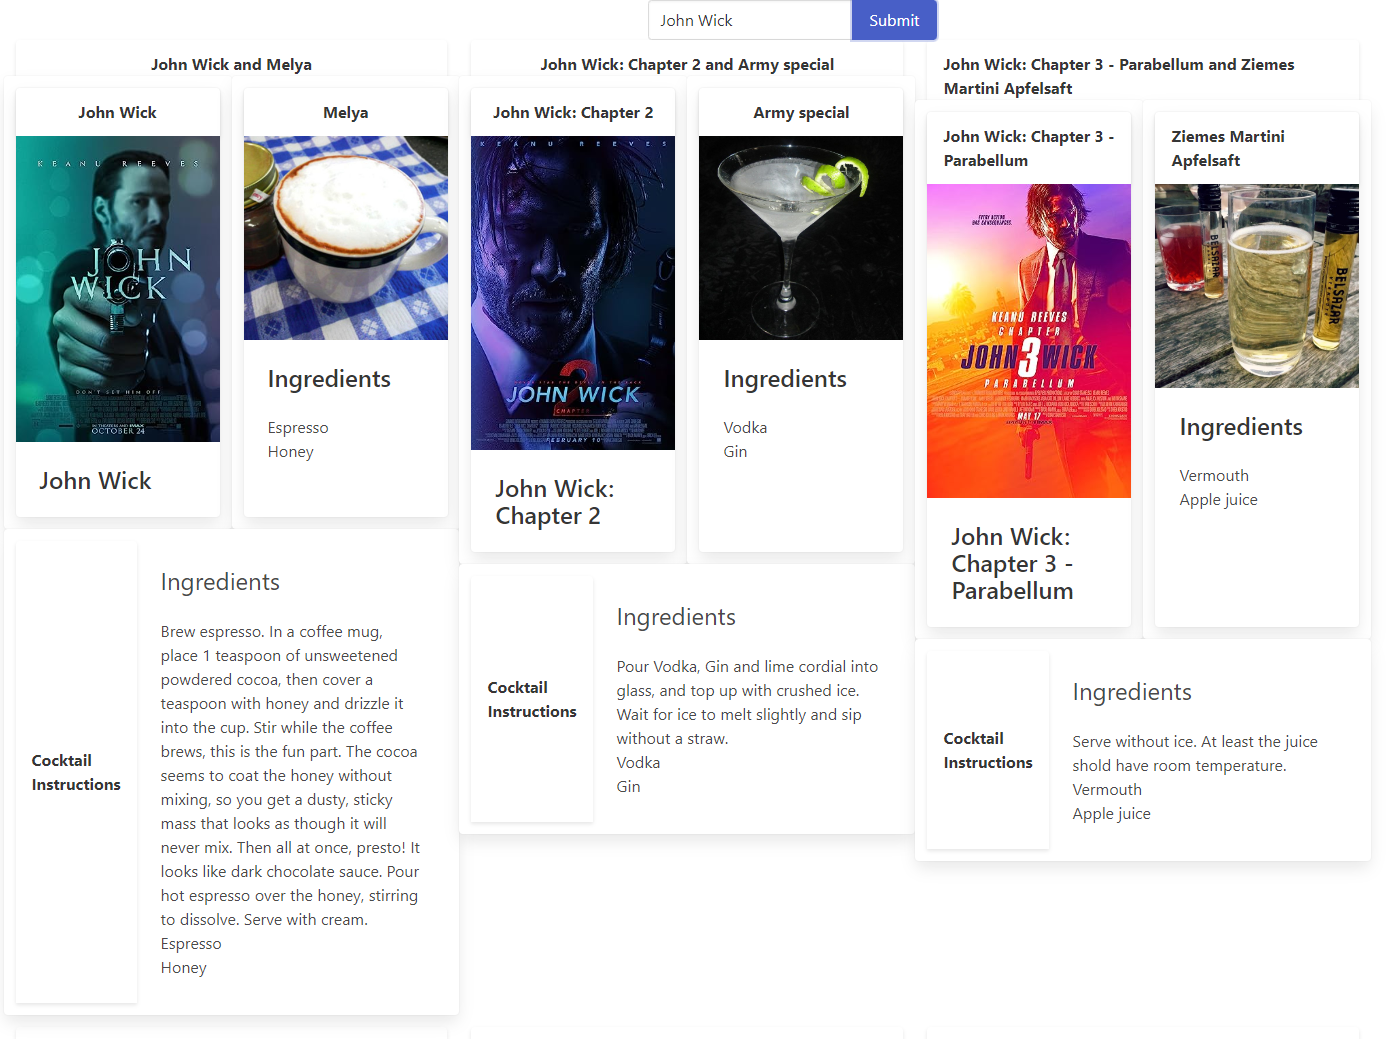 John Wick
Submit
John Wick and Melya
John Wick
Melya
KEANU REEVES
JOHN
WICK
DON'T SET HIM OFF
OCTOBER 24
John Wick
Ingredients
Espresso
Honey
Cocktail
Instructions
Ingredients
Brew espresso. In a coffee mug,
place 1 teaspoon of unsweetened
powdered cocoa, then cover a
teaspoon with honey and drizzle it
into the cup. Stir while the coffee
brews, this is the fun part. The cocoa
seems to coat the honey without
mixing, so you get a dusty, sticky
mass that looks as though it will
never mix. Then all at once, presto! It
looks like dark chocolate sauce. Pour
hot espresso over the honey, stirring
to dissolve. Serve with cream.
Espresso
Honey
John Wick: Chapter 2 and Army special
John Wick: Chapter 2
Army special
KEANU REEVES
2
JOHN WICK
CHAPTER
FEBRUARY 10
John Wick:
Chapter 2
Ingredients
Vodka
Gin
Cocktail
Instructions
Ingredients
Pour Vodka, Gin and lime cordial into
glass, and top up with crushed ice.
Wait for ice to melt slightly and sip
without a straw.
Vodka
Gin
John Wick: Chapter 3 - Parabellum and Ziemes
Martini Apfelsaft
John Wick: Chapter 3 -
Parabellum
Ziemes Martini
Apfelsaft
EVERY ACTION
HAS CONSEQUENCES.
KEANU REEVES
CHAPTER
JOHN 3 WICK
PARABELLUM
MAY 17
BELSAZAR
BELSAZAR
John Wick:
Chapter 3 -
Parabellum
Ingredients
Vermouth
Apple juice
Cocktail
Instructions
Ingredients
Serve without ice. At least the juice
shold have room temperature.
Vermouth
Apple juice